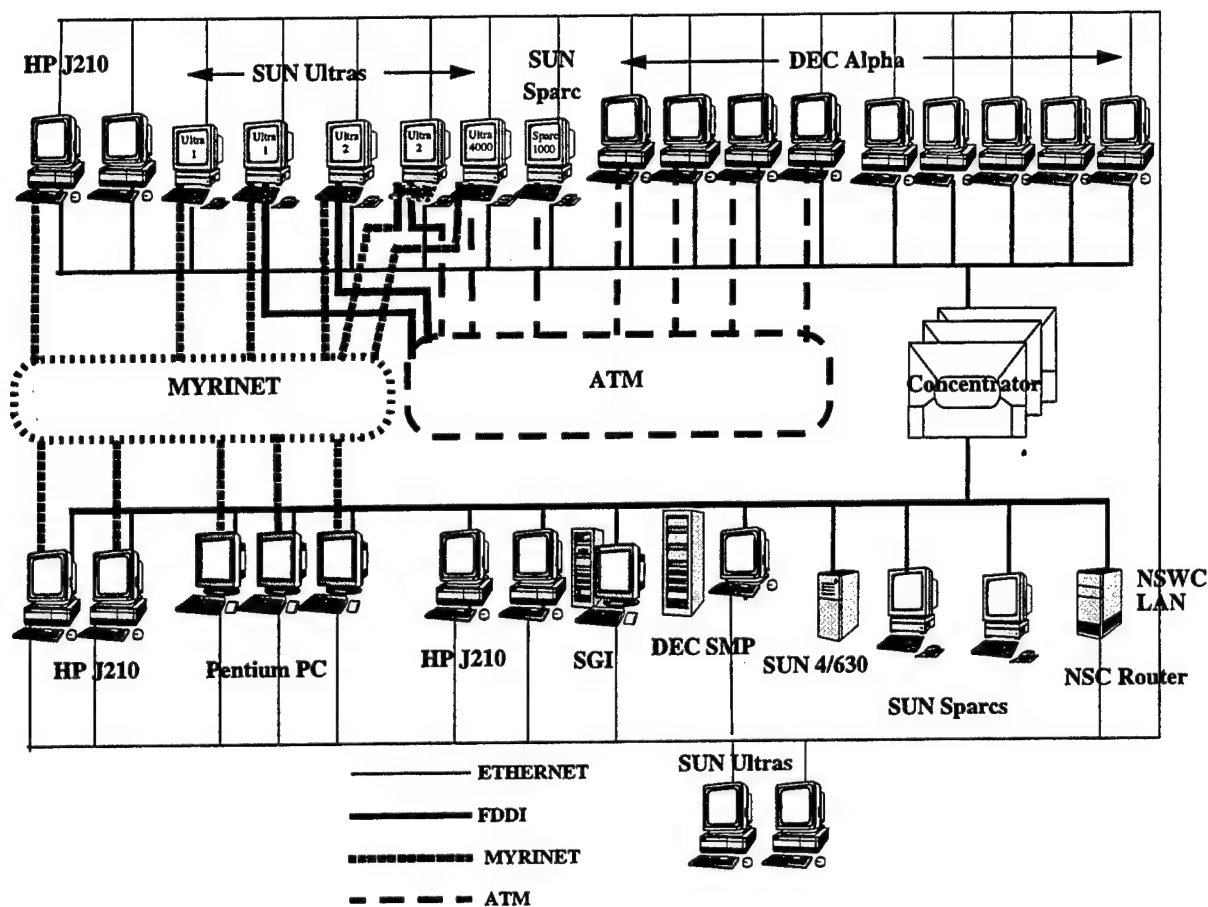 HP J210
SUN Ultras
SUN
Sparc
DEC Alpha
Ultra
1
Ultra
1
Ultra
2
Ultra
2
Ultra
4000
Sparc
1000
MYRINET
ATM
Concentrator
HP J210
Pentium PC
HP J210
SGI
DEC SMP
SUN 4/630
SUN Sparcs
NSWC
LAN
NSC Router
SUN Ultras
ETHERNET
FDDI
MYRINET
ATM